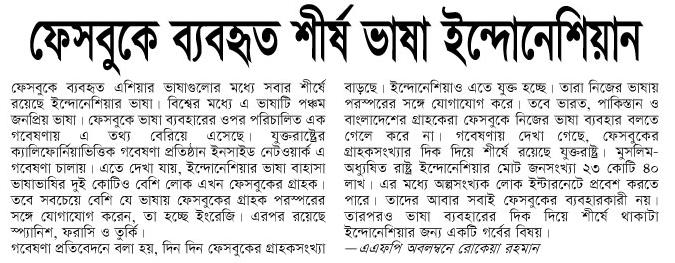 ফেসবুকে ব্যবহৃত শীর্ষ ভাষা ইন্দোনেশিয়ান
ফেসবুকে ব্যবহৃত এশিয়ার ভাষাগুলোর মধ্যে সবার শীর্ষে
রয়েছে ইন্দোনেশিয়ার ভাষা। বিশ্বের মধ্যে এ ভাষাটি পঞ্চম
জনপ্রিয় ভাষা। ফেসবুকে ভাষা ব্যবহারের ওপর পরিচালিত এক
গবেষণায় এ তথ্য বেরিয়ে এসেছে। যুক্তরাষ্ট্রের
ক্যালিফোর্নিয়াভিত্তিক গবেষণা প্রতিষ্ঠান ইনসাইড নেটওয়ার্ক এ
গবেষণা চালায়। এতে দেখা যায়, ইন্দোনেশিয়ার ভাষা বাহাসা
ভাষাভাষির দুই কোটিও বেশি লোক এখন ফেসবুকের গ্রাহক।
তবে সবচেয়ে বেশি যে ভাষায় ফেসবুকের গ্রাহক পরস্পরের
সঙ্গে যোগাযোগ করেন, তা হচ্ছে ইংরেজি। এরপর রয়েছে
স্প্যানিশ, ফরাসি ও তুর্কি।
গবেষণা প্রতিবেদনে বলা হয়, দিন দিন ফেসবুকের গ্রাহকসংখ্যা
বাড়ছে। ইন্দোনেশিয়াও এতে যুক্ত হচ্ছে। তারা নিজের ভাষায়
পরস্পরের সঙ্গে যোগাযোগ করে। তবে ভারত, পাকিস্তান ও
বাংলাদেশের গ্রাহকেরা ফেসবুকে নিজের ভাষা ব্যবহার বলতে
গেলে করে না। গবেষণায় দেখা গেছে, ফেসবুকের
গ্রাহকসংখ্যার দিক দিয়ে শীর্ষে রয়েছে যুক্তরাষ্ট্র। মুসলিম-
অধ্যুষিত রাষ্ট্র ইন্দোনেশিয়ার মোট জনসংখ্যা ২৩ কোটি ৪০
লাখ। এর মধ্যে অল্পসংখ্যক লোক ইন্টারনেটে প্রবেশ করতে
পারে। তাদের আবার সবাই ফেসবুকের ব্যবহারকারী নয়।
তারপরও ভাষা ব্যবহারের দিক দিয়ে শীর্ষে থাকাটা
ইন্দোনেশিয়ার জন্য একটি গর্বের বিষয়।
—এএফপি অবলম্বনে রোকেয়া রহমান